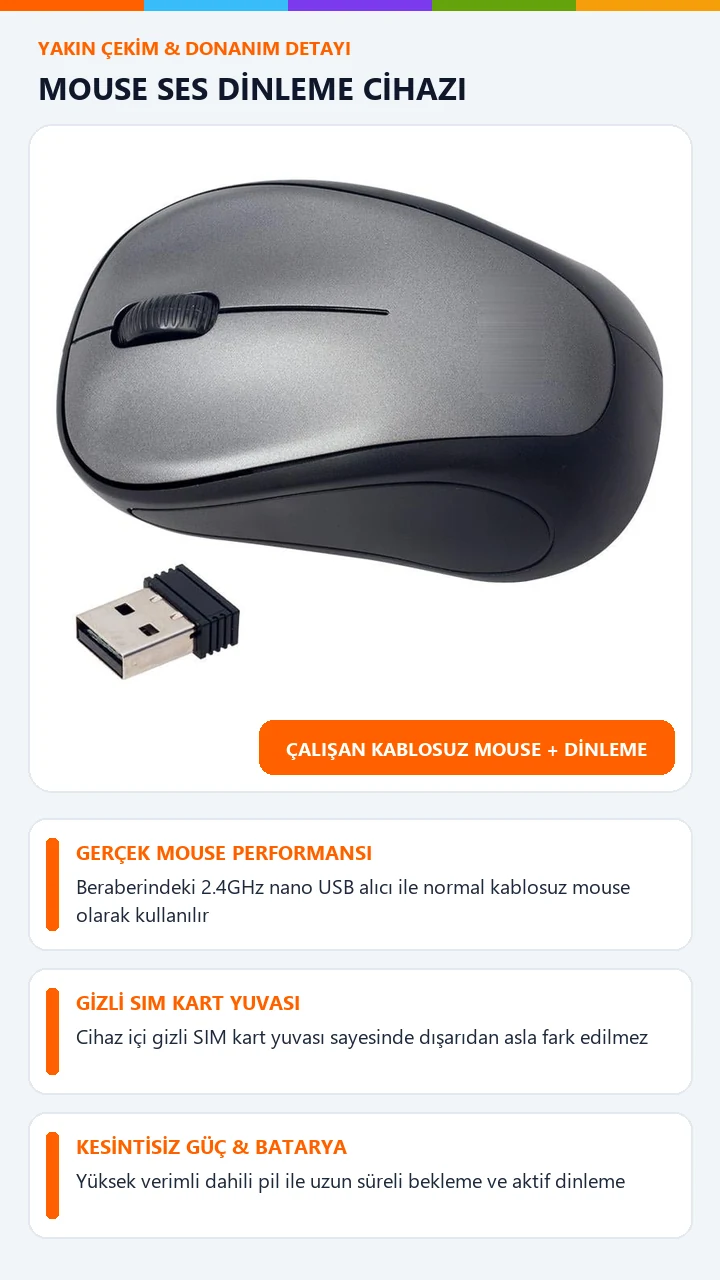 YAKIN ÇEKİM & DONANIM DETAYI
MOUSE SES DİNLEME CİHAZI
ÇALIŞAN KABLOSUZ MOUSE + DİNLEME
GERÇEK MOUSE PERFORMANSI
Beraberindeki 2.4GHz nano USB alıcı ile normal kablosuz mouse
olarak kullanılır
GİZLİ SIM KART YUVASI
Cihaz içi gizli SIM kart yuvası sayesinde dışarıdan asla fark edilmez
KESİNTİSİZ GÜÇ & BATARYA
Yüksek verimli dahili pil ile uzun süreli bekleme ve aktif dinleme